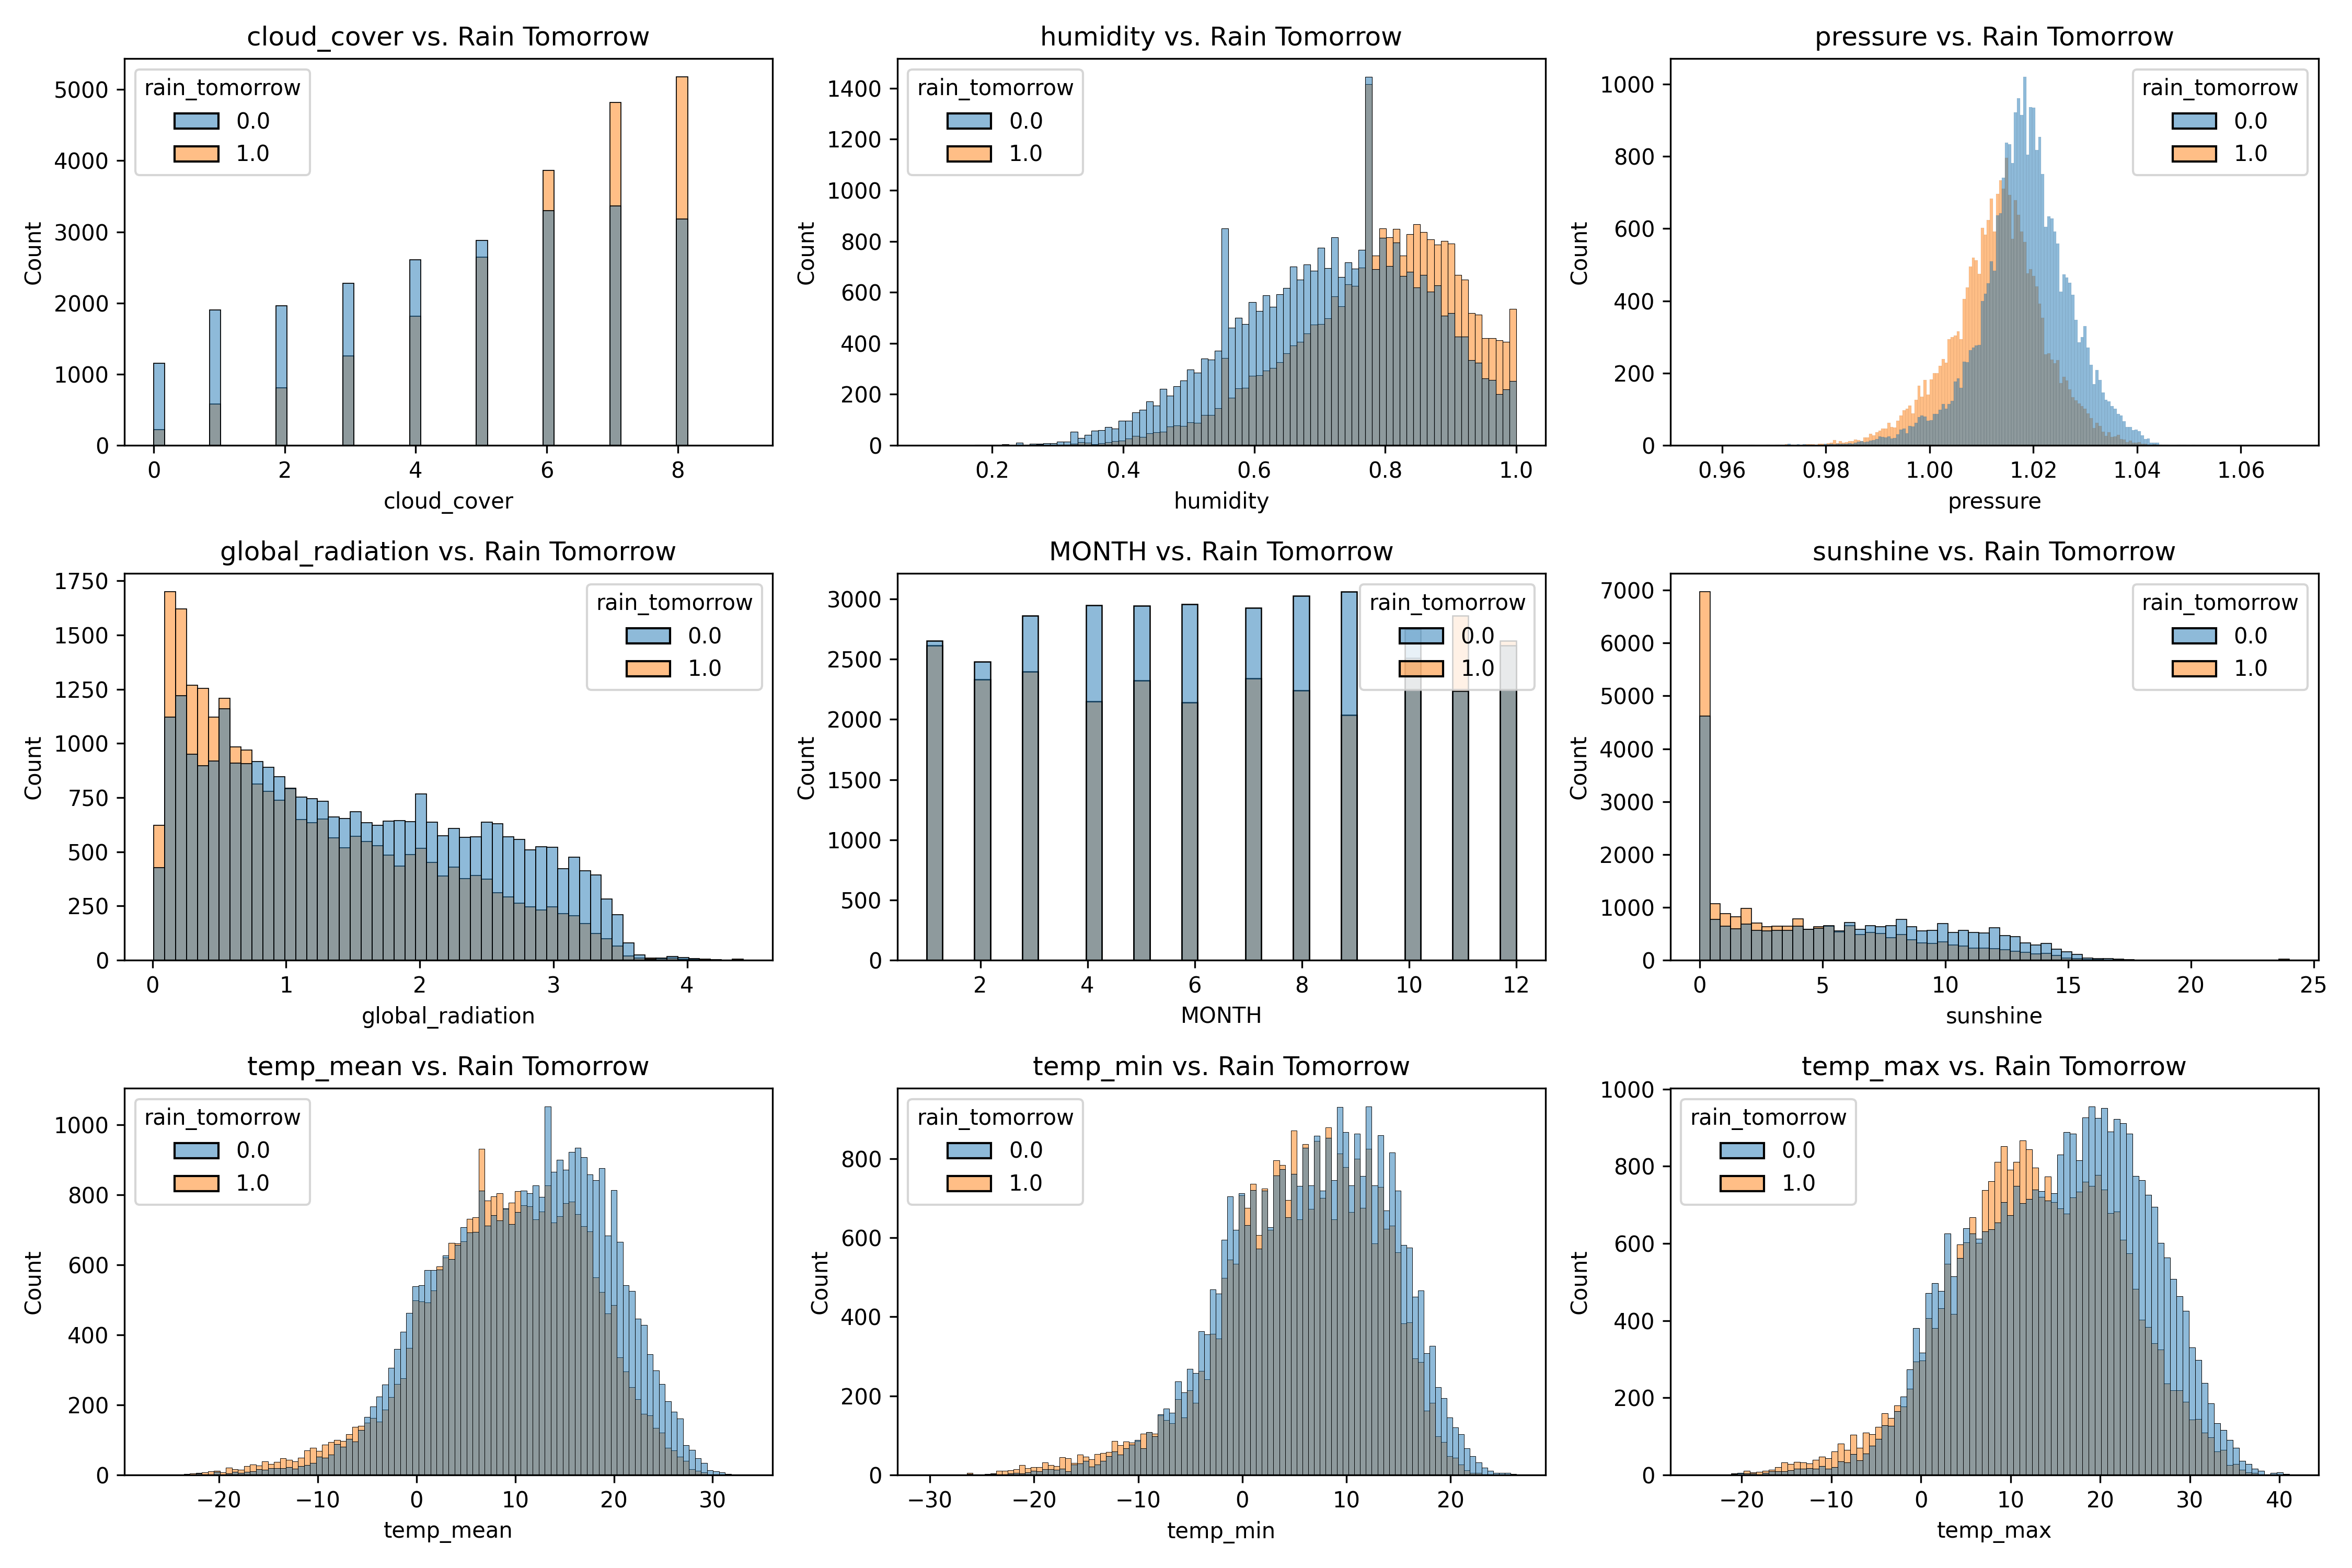 cloud_cover vs. Rain Tomorrow
rain_tomorrow
0.0
1.0
5000
4000
3000
2000
1000
0
Count
0 2 4 6 8
cloud_cover
humidity vs. Rain Tomorrow
rain_tomorrow
0.0
1.0
1400
1200
1000
800
600
400
200
0
Count
0.2 0.4 0.6 0.8 1.0
humidity
pressure vs. Rain Tomorrow
rain_tomorrow
0.0
1.0
1000
800
600
400
200
0
Count
0.96 0.98 1.00 1.02 1.04 1.06
pressure
global_radiation vs. Rain Tomorrow
rain_tomorrow
0.0
1.0
1750
1500
1250
1000
750
500
250
0
Count
0 1 2 3 4
global_radiation
MONTH vs. Rain Tomorrow
rain_tomorrow
0.0
1.0
3000
2500
2000
1500
1000
500
0
Count
2 4 6 8 10 12
MONTH
sunshine vs. Rain Tomorrow
rain_tomorrow
0.0
1.0
7000
6000
5000
4000
3000
2000
1000
0
Count
0 5 10 15 20 25
sunshine
temp_mean vs. Rain Tomorrow
rain_tomorrow
0.0
1.0
1000
800
600
400
200
0
Count
−20 −10 0 10 20 30
temp_mean
temp_min vs. Rain Tomorrow
rain_tomorrow
0.0
1.0
800
600
400
200
0
Count
−30 −20 −10 0 10 20
temp_min
temp_max vs. Rain Tomorrow
rain_tomorrow
0.0
1.0
1000
800
600
400
200
0
Count
−20 −10 0 10 20 30 40
temp_max